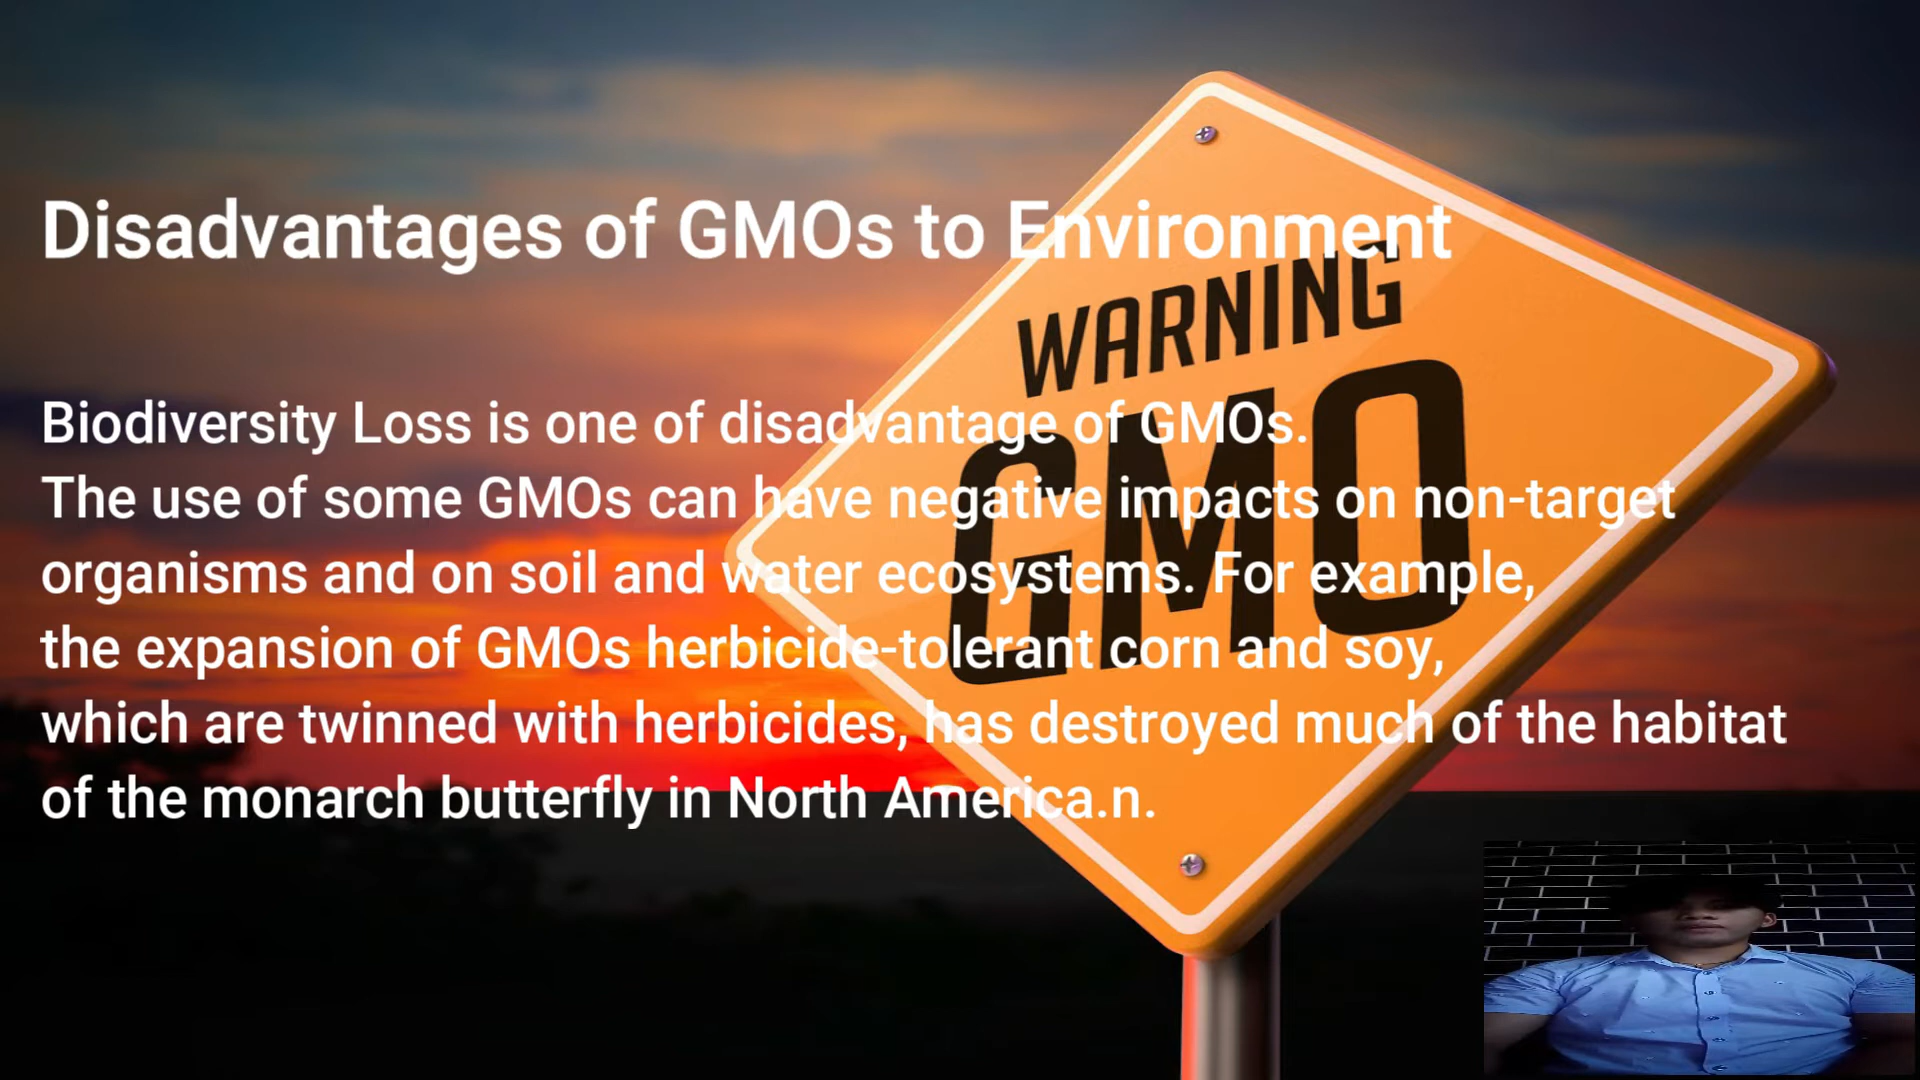 Disadvantages of GMOs to Environment
WARNING
GMO
Biodiversity Loss is one of disadvantage of GMOs.
The use of some GMOs can have negative impacts on non-target
organisms and on soil and water ecosystems. For example,
the expansion of GMOs herbicide-tolerant corn and soy,
which are twinned with herbicides, has destroyed much of the habitat
of the monarch butterfly in North America.n.